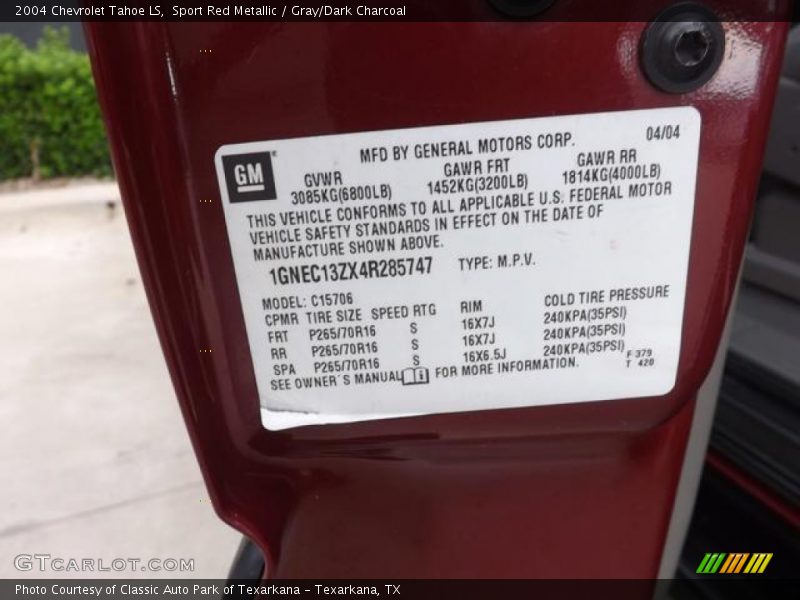 2004 Chevrolet Tahoe LS, Sport Red Metallic / Gray/Dark Charcoal
GM
MFD BY GENERAL MOTORS CORP. 04/04
GVWR GAWR FRT GAWR RR
3085KG(6800LB) 1452KG(3200LB) 1814KG(4000LB)
THIS VEHICLE CONFORMS TO ALL APPLICABLE U.S. FEDERAL MOTOR
VEHICLE SAFETY STANDARDS IN EFFECT ON THE DATE OF
MANUFACTURE SHOWN ABOVE.
1GNEC13ZX4R285747 TYPE: M.P.V.
MODEL: C15706
CPMR TIRE SIZE SPEED RTG RIM COLD TIRE PRESSURE
FRT P265/70R16 S 16X7J 240KPA(35PSI)
RR P265/70R16 S 16X7J 240KPA(35PSI)
SPA P265/70R16 S 16X6.5J 240KPA(35PSI)
SEE OWNER´S MANUAL FOR MORE INFORMATION.
F 379
T 420
GTCARLOT.COM
Photo Courtesy of Classic Auto Park of Texarkana - Texarkana, TX